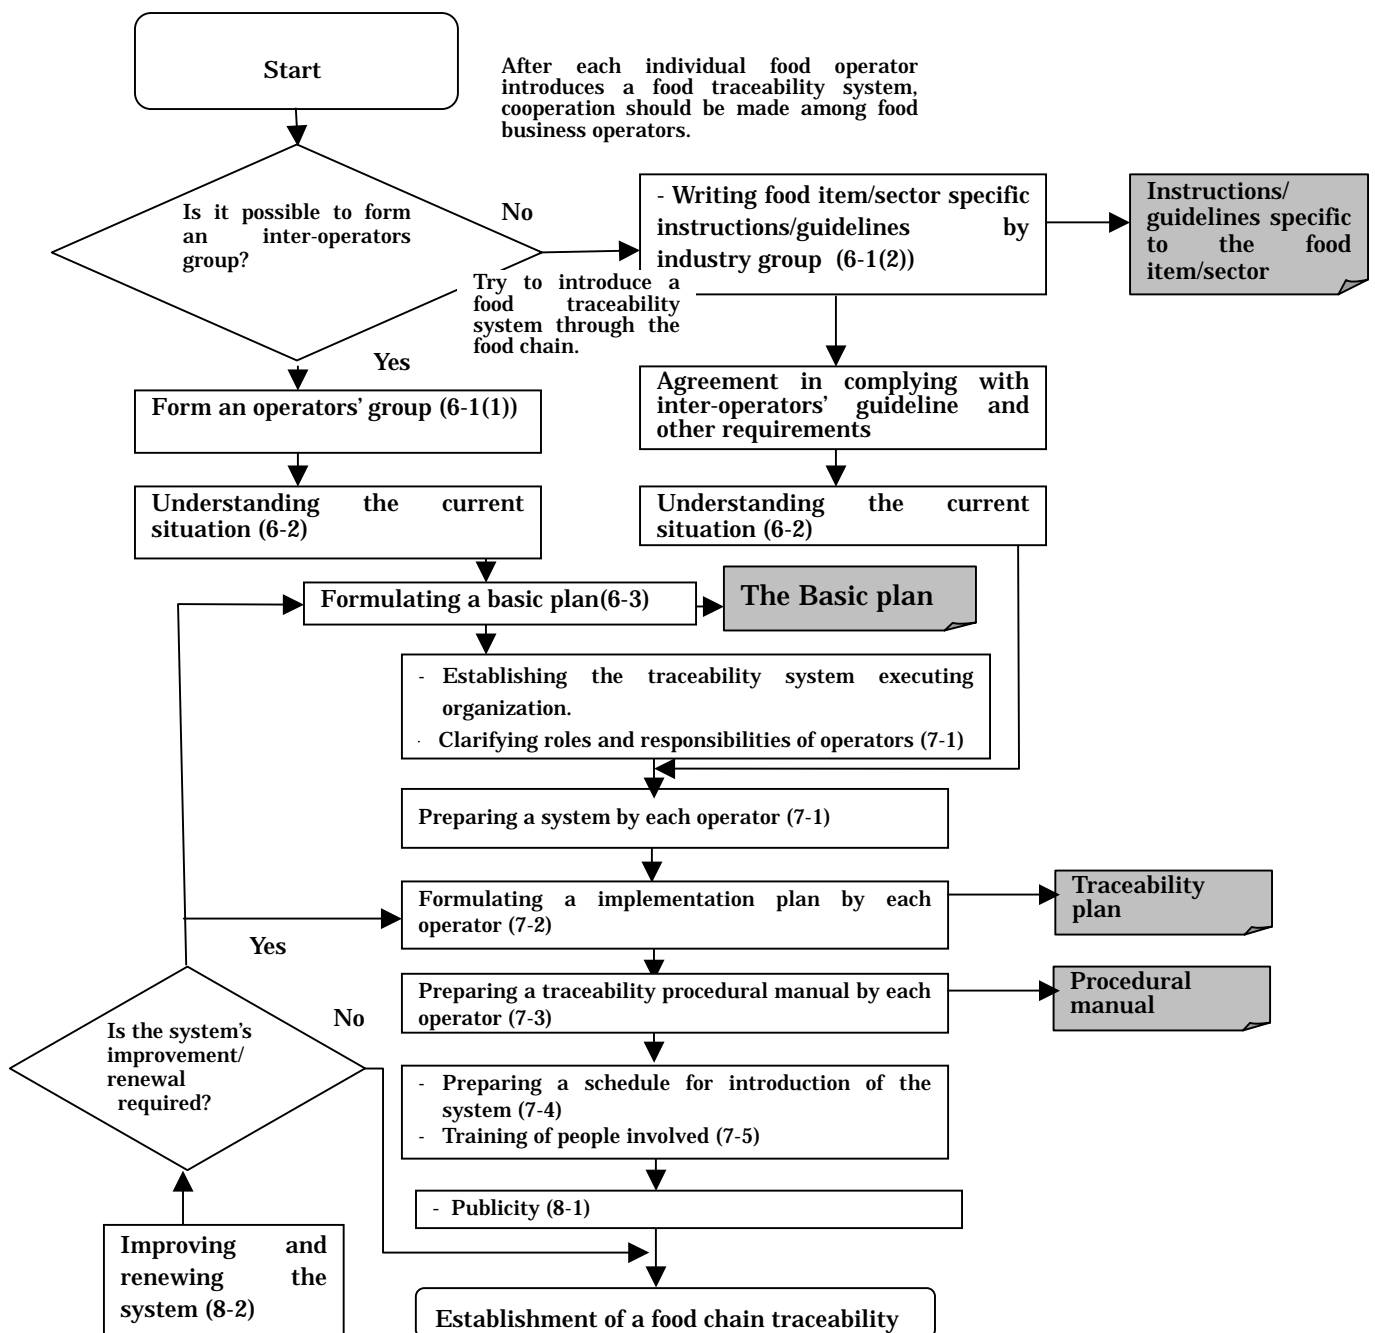 Start
After each individual food operator
introduces a food traceability system,
cooperation should be made among food
business operators.
Is it possible to form
an inter-operators
group?
No
- Writing food item/sector specific
instructions/guidelines by
industry group (6-1(2))
Instructions/
guidelines specific
to the food
item/sector
Try to introduce a
food traceability
system through the
food chain.
Yes
Form an operators' group (6-1(1))
Agreement in complying with
inter-operators' guideline and
other requirements
Understanding the current
situation (6-2)
Understanding the current
situation (6-2)
Formulating a basic plan(6-3)
The Basic plan
- Establishing the traceability system executing
organization.
· Clarifying roles and responsibilities of operators (7-1)
Preparing a system by each operator (7-1)
Formulating a implementation plan by each
operator (7-2)
Traceability
plan
Yes
Preparing a traceability procedural manual by each
operator (7-3)
Procedural
manual
Is the system's
improvement/
renewal
required?
No
- Preparing a schedule for introduction of the
system (7-4)
- Training of people involved (7-5)
- Publicity (8-1)
Improving and
renewing the
system (8-2)
Establishment of a food chain traceability